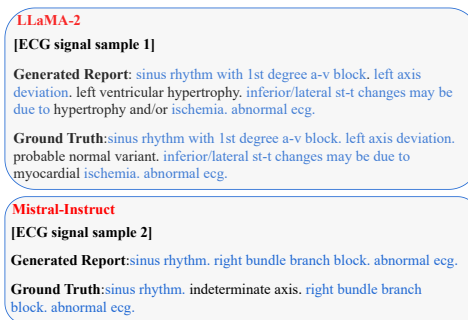 LLaMA-2
[ECG signal sample 1]
Generated Report: sinus rhythm with 1st degree a-v block. left axis
deviation. left ventricular hypertrophy. inferior/lateral st-t changes may be
due to hypertrophy and/or ischemia. abnormal ecg.
Ground Truth:sinus rhythm with 1st degree a-v block. left axis deviation.
probable normal variant. inferior/lateral st-t changes may be due to
myocardial ischemia. abnormal ecg.
Mistral-Instruct
[ECG signal sample 2]
Generated Report:sinus rhythm. right bundle branch block. abnormal ecg.
Ground Truth:sinus rhythm. indeterminate axis. right bundle branch
block. abnormal ecg.